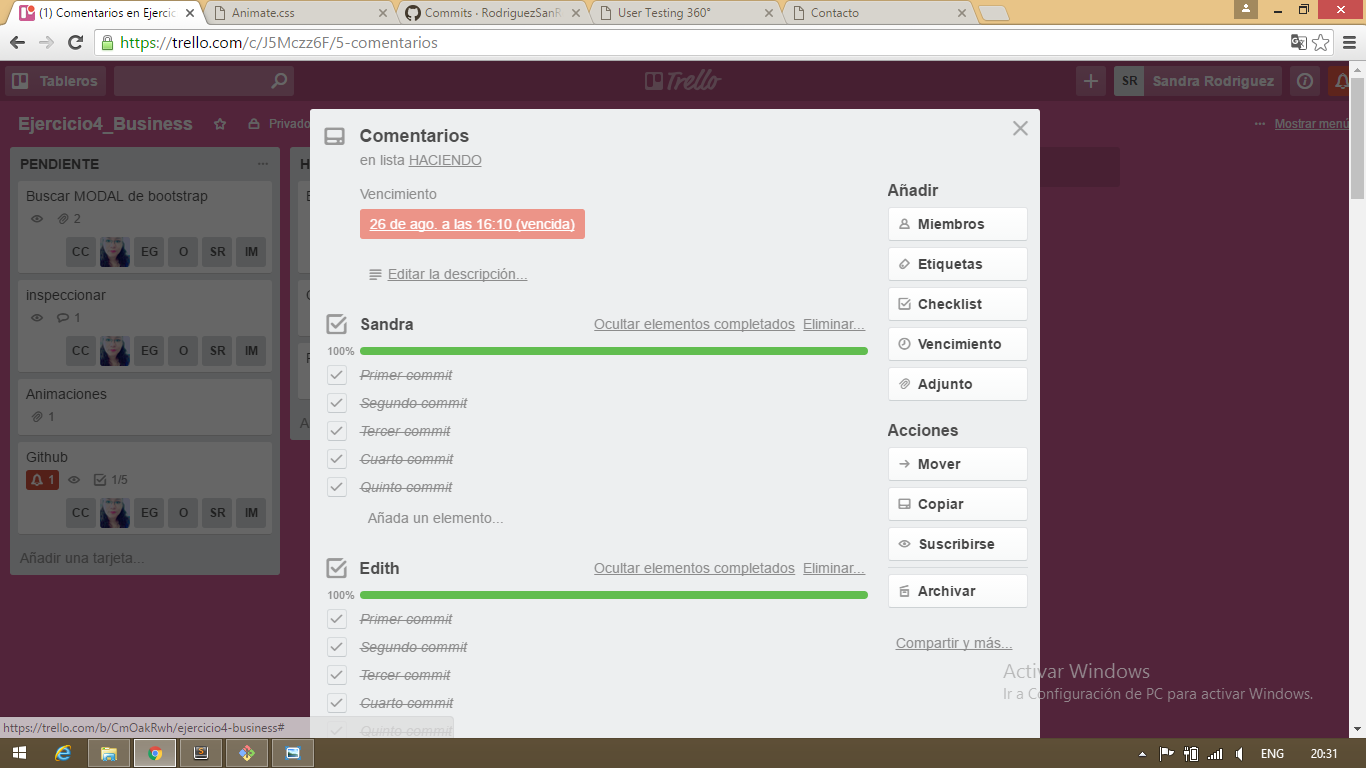 (1) Comentarios en Ejercic
Animate.css
Commits · RodriguezSanR
User Testing 360°
Contacto
https://trello.com/c/J5Mczz6F/5-comentarios
Tableros
Trello
SR
Sandra Rodriguez
Ejercicio4_Business
Privado
Mostrar menú
PENDIENTE
Buscar MODAL de bootstrap
2
CC EG O SR IM
inspeccionar
1
CC EG O SR IM
Animaciones
1
Github
1 1/5
CC EG O SR IM
Añadir una tarjeta...
Comentarios
en lista HACIENDO
Vencimiento
26 de ago. a las 16:10 (vencida)
Editar la descripción...
Sandra Ocultar elementos completados Eliminar...
100%
Primer commit
Segundo commit
Tercer commit
Cuarto commit
Quinto commit
Añada un elemento...
Edith Ocultar elementos completados Eliminar...
100%
Primer commit
Segundo commit
Tercer commit
Cuarto commit
Quinto commit
Añadir
Miembros
Etiquetas
Checklist
Vencimiento
Adjunto
Acciones
Mover
Copiar
Suscribirse
Archivar
Compartir y más...
Activar Windows
Ir a Configuración de PC para activar Windows.
https://trello.com/b/CmOakRwh/ejercicio4-business#
ENG
20:31